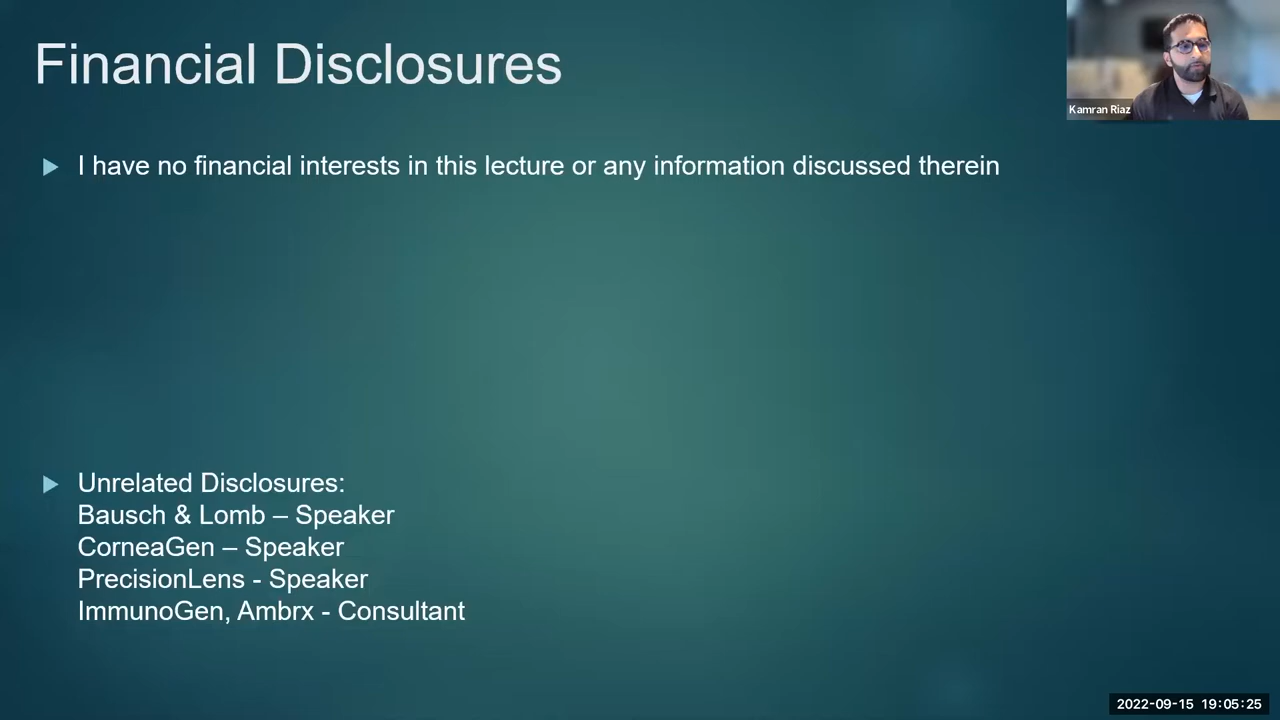 Financial Disclosures
Kamran Riaz
I have no financial interests in this lecture or any information discussed therein
Unrelated Disclosures:
Bausch & Lomb – Speaker
CorneaGen – Speaker
PrecisionLens - Speaker
ImmunoGen, Ambrx - Consultant
2022-09-15 19:05:25